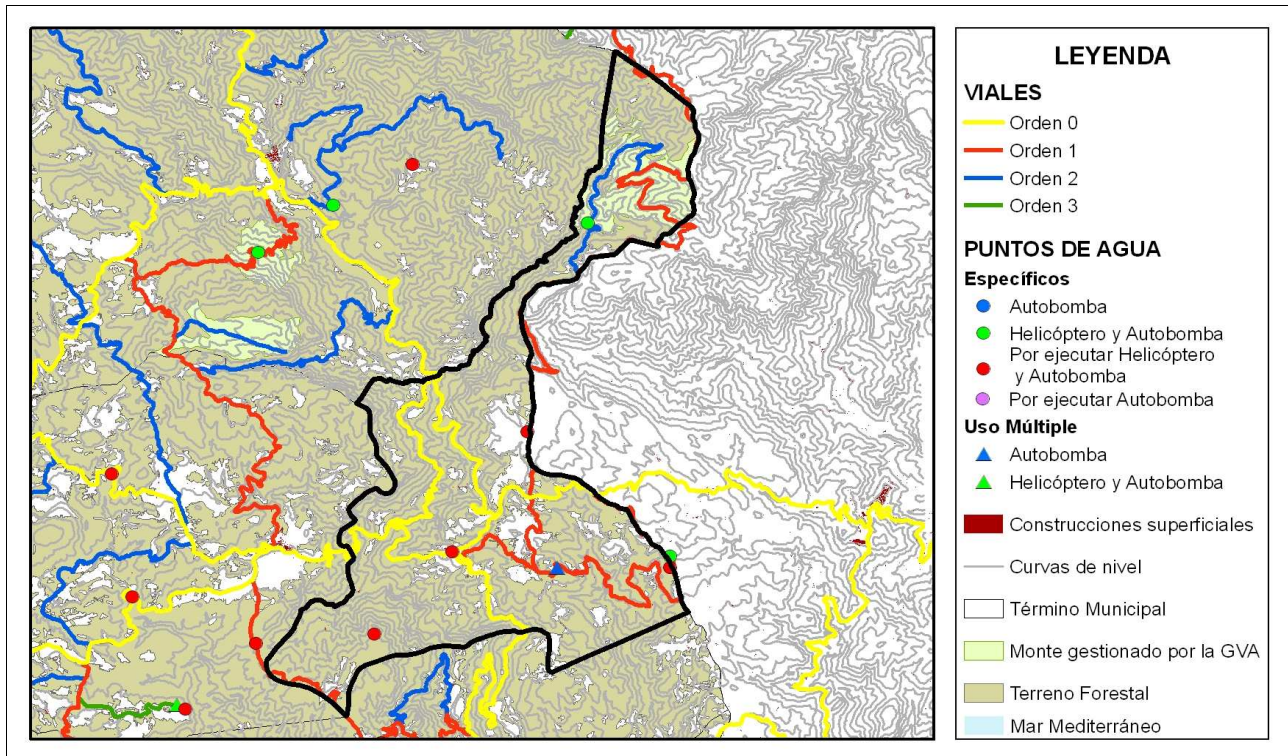 LEYENDA
VIALES
Orden 0
Orden 1
Orden 2
Orden 3
PUNTOS DE AGUA
Específicos
Autobomba
Helicóptero y Autobomba
Por ejecutar Helicóptero
y Autobomba
Por ejecutar Autobomba
Uso Múltiple
Autobomba
Helicóptero y Autobomba
Construcciones superficiales
Curvas de nivel
Término Municipal
Monte gestionado por la GVA
Terreno Forestal
Mar Mediterráneo